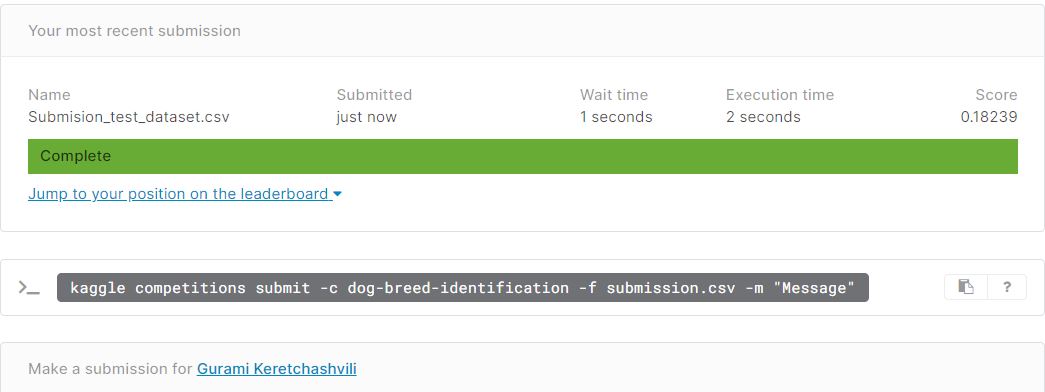 Your most recent submission
Name Submitted Wait time Execution time Score
Submision_test_dataset.csv just now 1 seconds 2 seconds 0.18239
Complete
Jump to your position on the leaderboard
kaggle competitions submit -c dog-breed-identification -f submission.csv -m "Message"
?
Make a submission for Gurami Keretchashvili